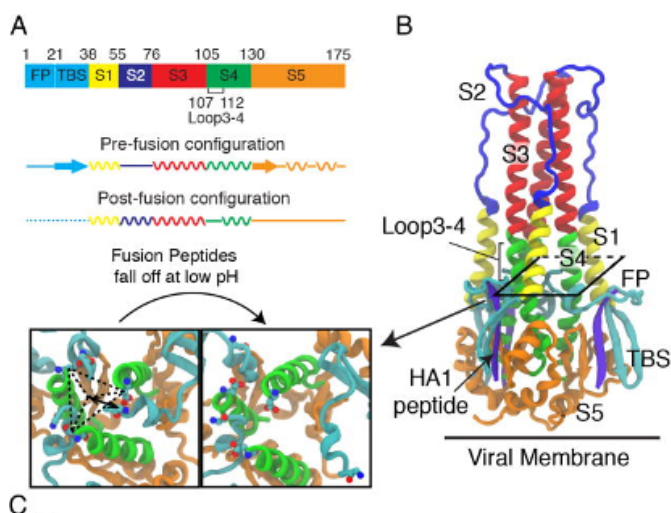 A
1 21 38 55 76 105 130 175
FP TBS S1 S2 S3 S4 S5
107 112
Loop3-4
Pre-fusion configuration
Post-fusion configuration
Fusion Peptides
fall off at low pH
B
S2
S3
Loop3-4
S1
S4
FP
TBS
HA1
peptide
S5
Viral Membrane
C